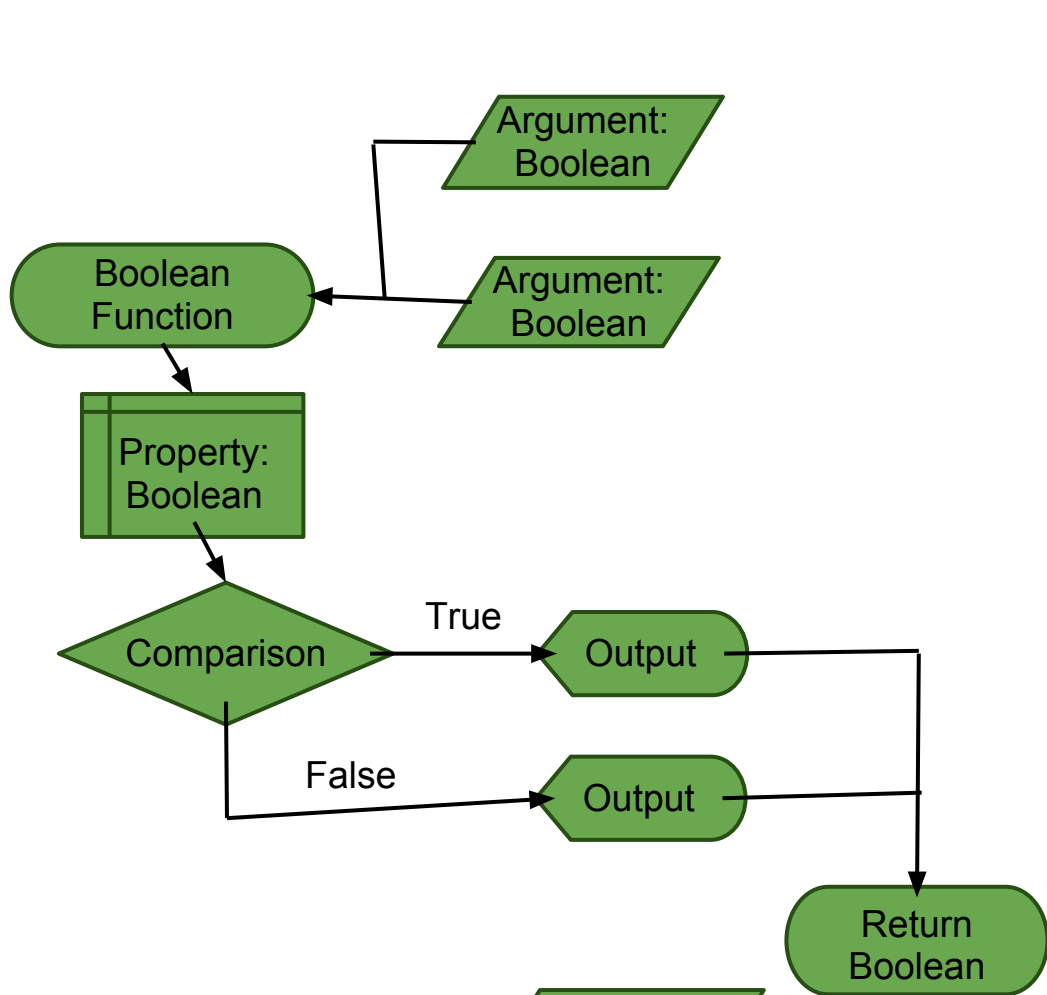 Argument:
Boolean
Boolean
Function
Argument:
Boolean
Property:
Boolean
True
Comparison
Output
False
Output
Return
Boolean